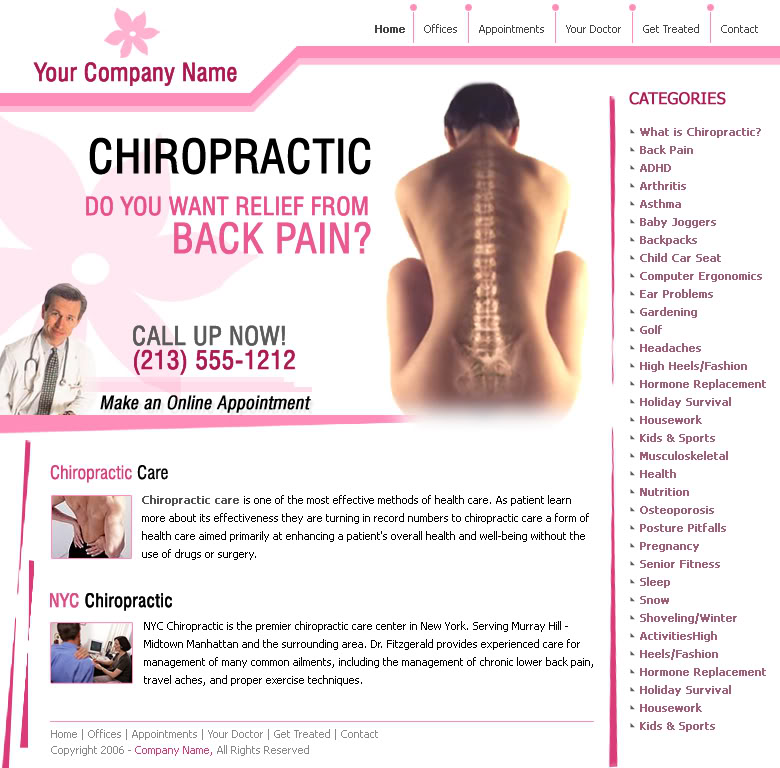 Your Company Name
Home
Offices
Appointments
Your Doctor
Get Treated
Contact
CHIROPRACTIC
DO YOU WANT RELIEF FROM
BACK PAIN?
CALL UP NOW!
(213) 555-1212
Make an Online Appointment
Chiropractic Care
Chiropractic care is one of the most effective methods of health care. As patient learn
more about its effectiveness they are turning in record numbers to chiropractic care a form of
health care aimed primarily at enhancing a patient's overall health and well-being without the
use of drugs or surgery.
NYC Chiropractic
NYC Chiropractic is the premier chiropractic care center in New York. Serving Murray Hill -
Midtown Manhattan and the surrounding area. Dr. Fitzgerald provides experienced care for
management of many common ailments, including the management of chronic lower back pain,
travel aches, and proper exercise techniques.
Home | Offices | Appointments | Your Doctor | Get Treated | Contact
Copyright 2006 - Company Name, All Rights Reserved
CATEGORIES
What is Chiropractic?
Back Pain
ADHD
Arthritis
Asthma
Baby Joggers
Backpacks
Child Car Seat
Computer Ergonomics
Ear Problems
Gardening
Golf
Headaches
High Heels/Fashion
Hormone Replacement
Holiday Survival
Housework
Kids & Sports
Musculoskeletal
Health
Nutrition
Osteoporosis
Posture Pitfalls
Pregnancy
Senior Fitness
Sleep
Snow
Shoveling/Winter
ActivitiesHigh
Heels/Fashion
Hormone Replacement
Holiday Survival
Housework
Kids & Sports